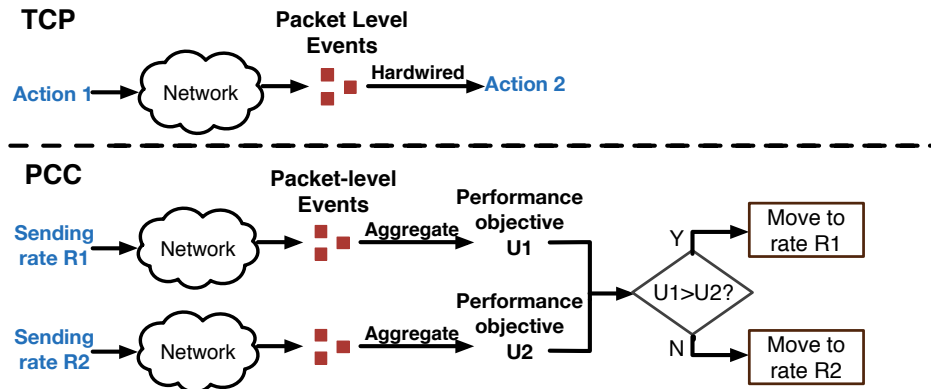 TCP
Packet Level
Events
Action 1
Network
Hardwired
Action 2
PCC
Packet-level
Events
Sending
rate R1
Network
Aggregate
Performance
objective
U1
Y
Move to
rate R1
U1>U2?
Sending
rate R2
Network
Aggregate
Performance
objective
U2
N
Move to
rate R2